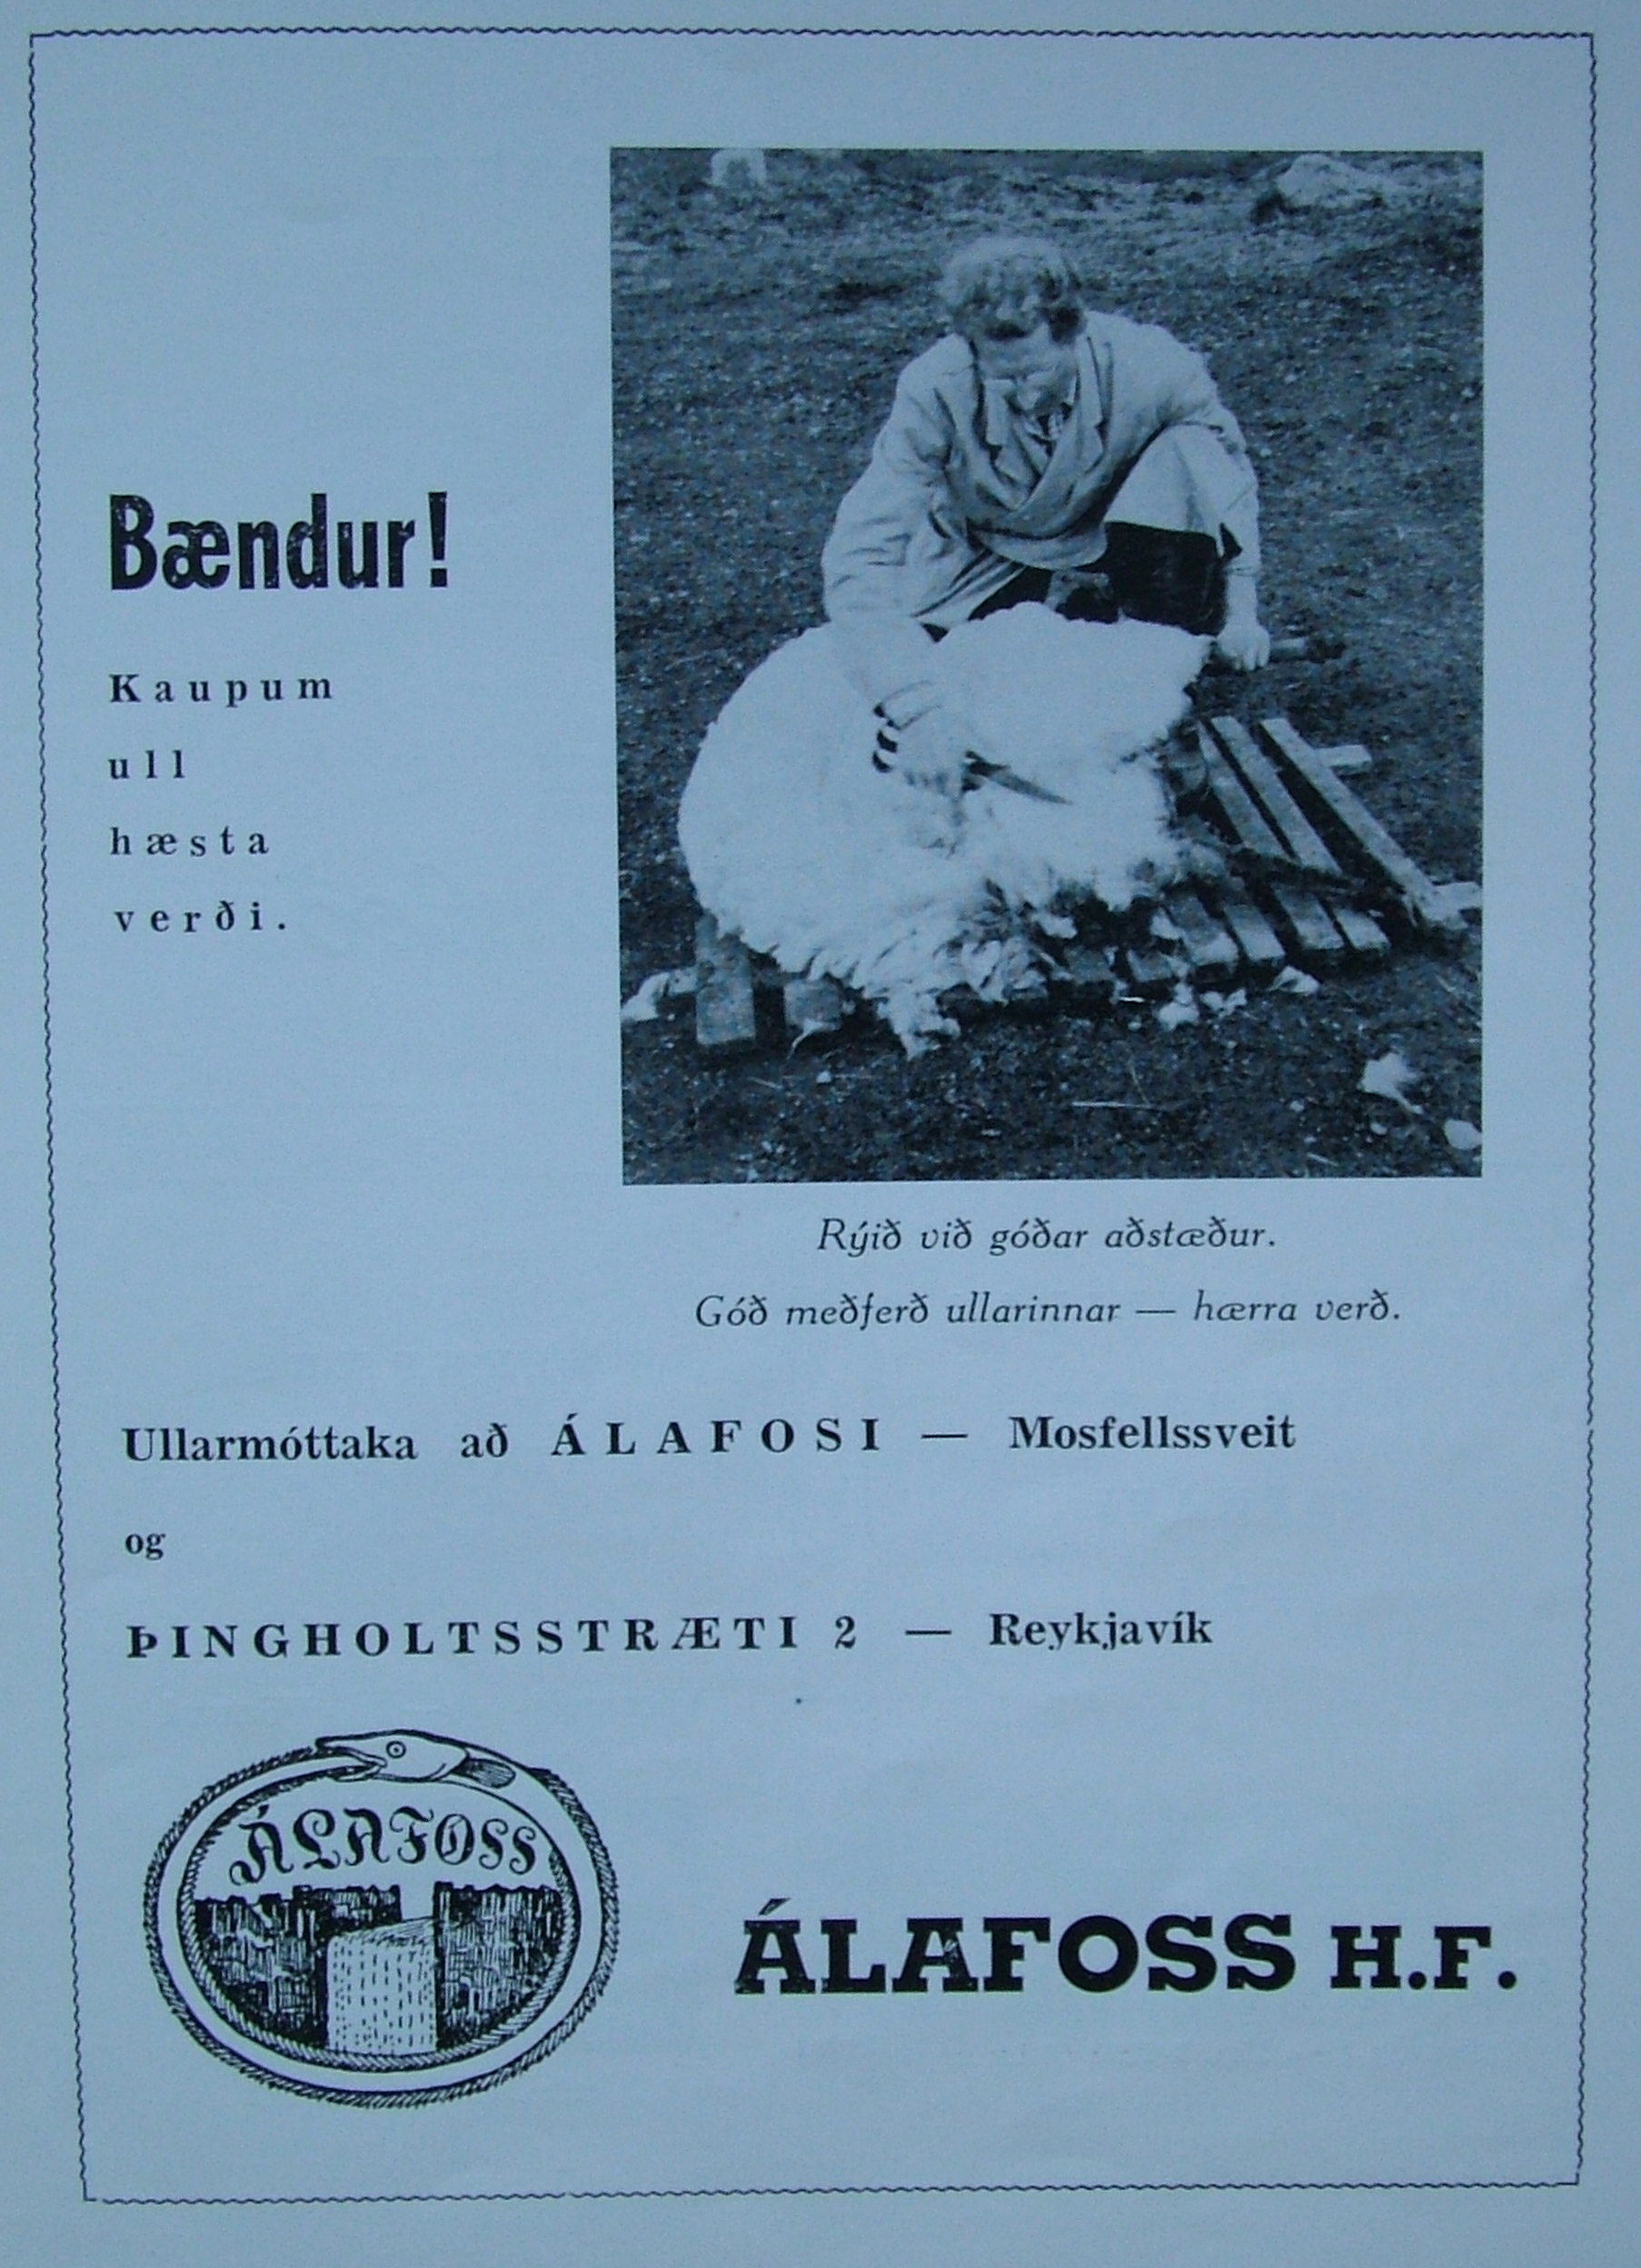 Bændur!
Kaupum
ull
hæsta
verði.
Rýið við góðar aðstæður.
Góð meðferð ullarinnar — hærra verð.
Ullarmóttaka að ÁLAFOSI — Mosfellssveit
og
ÞINGHOLTSSTRÆTI 2 — Reykjavík
ÁLAFOSS
ÁLAFOSS H.F.